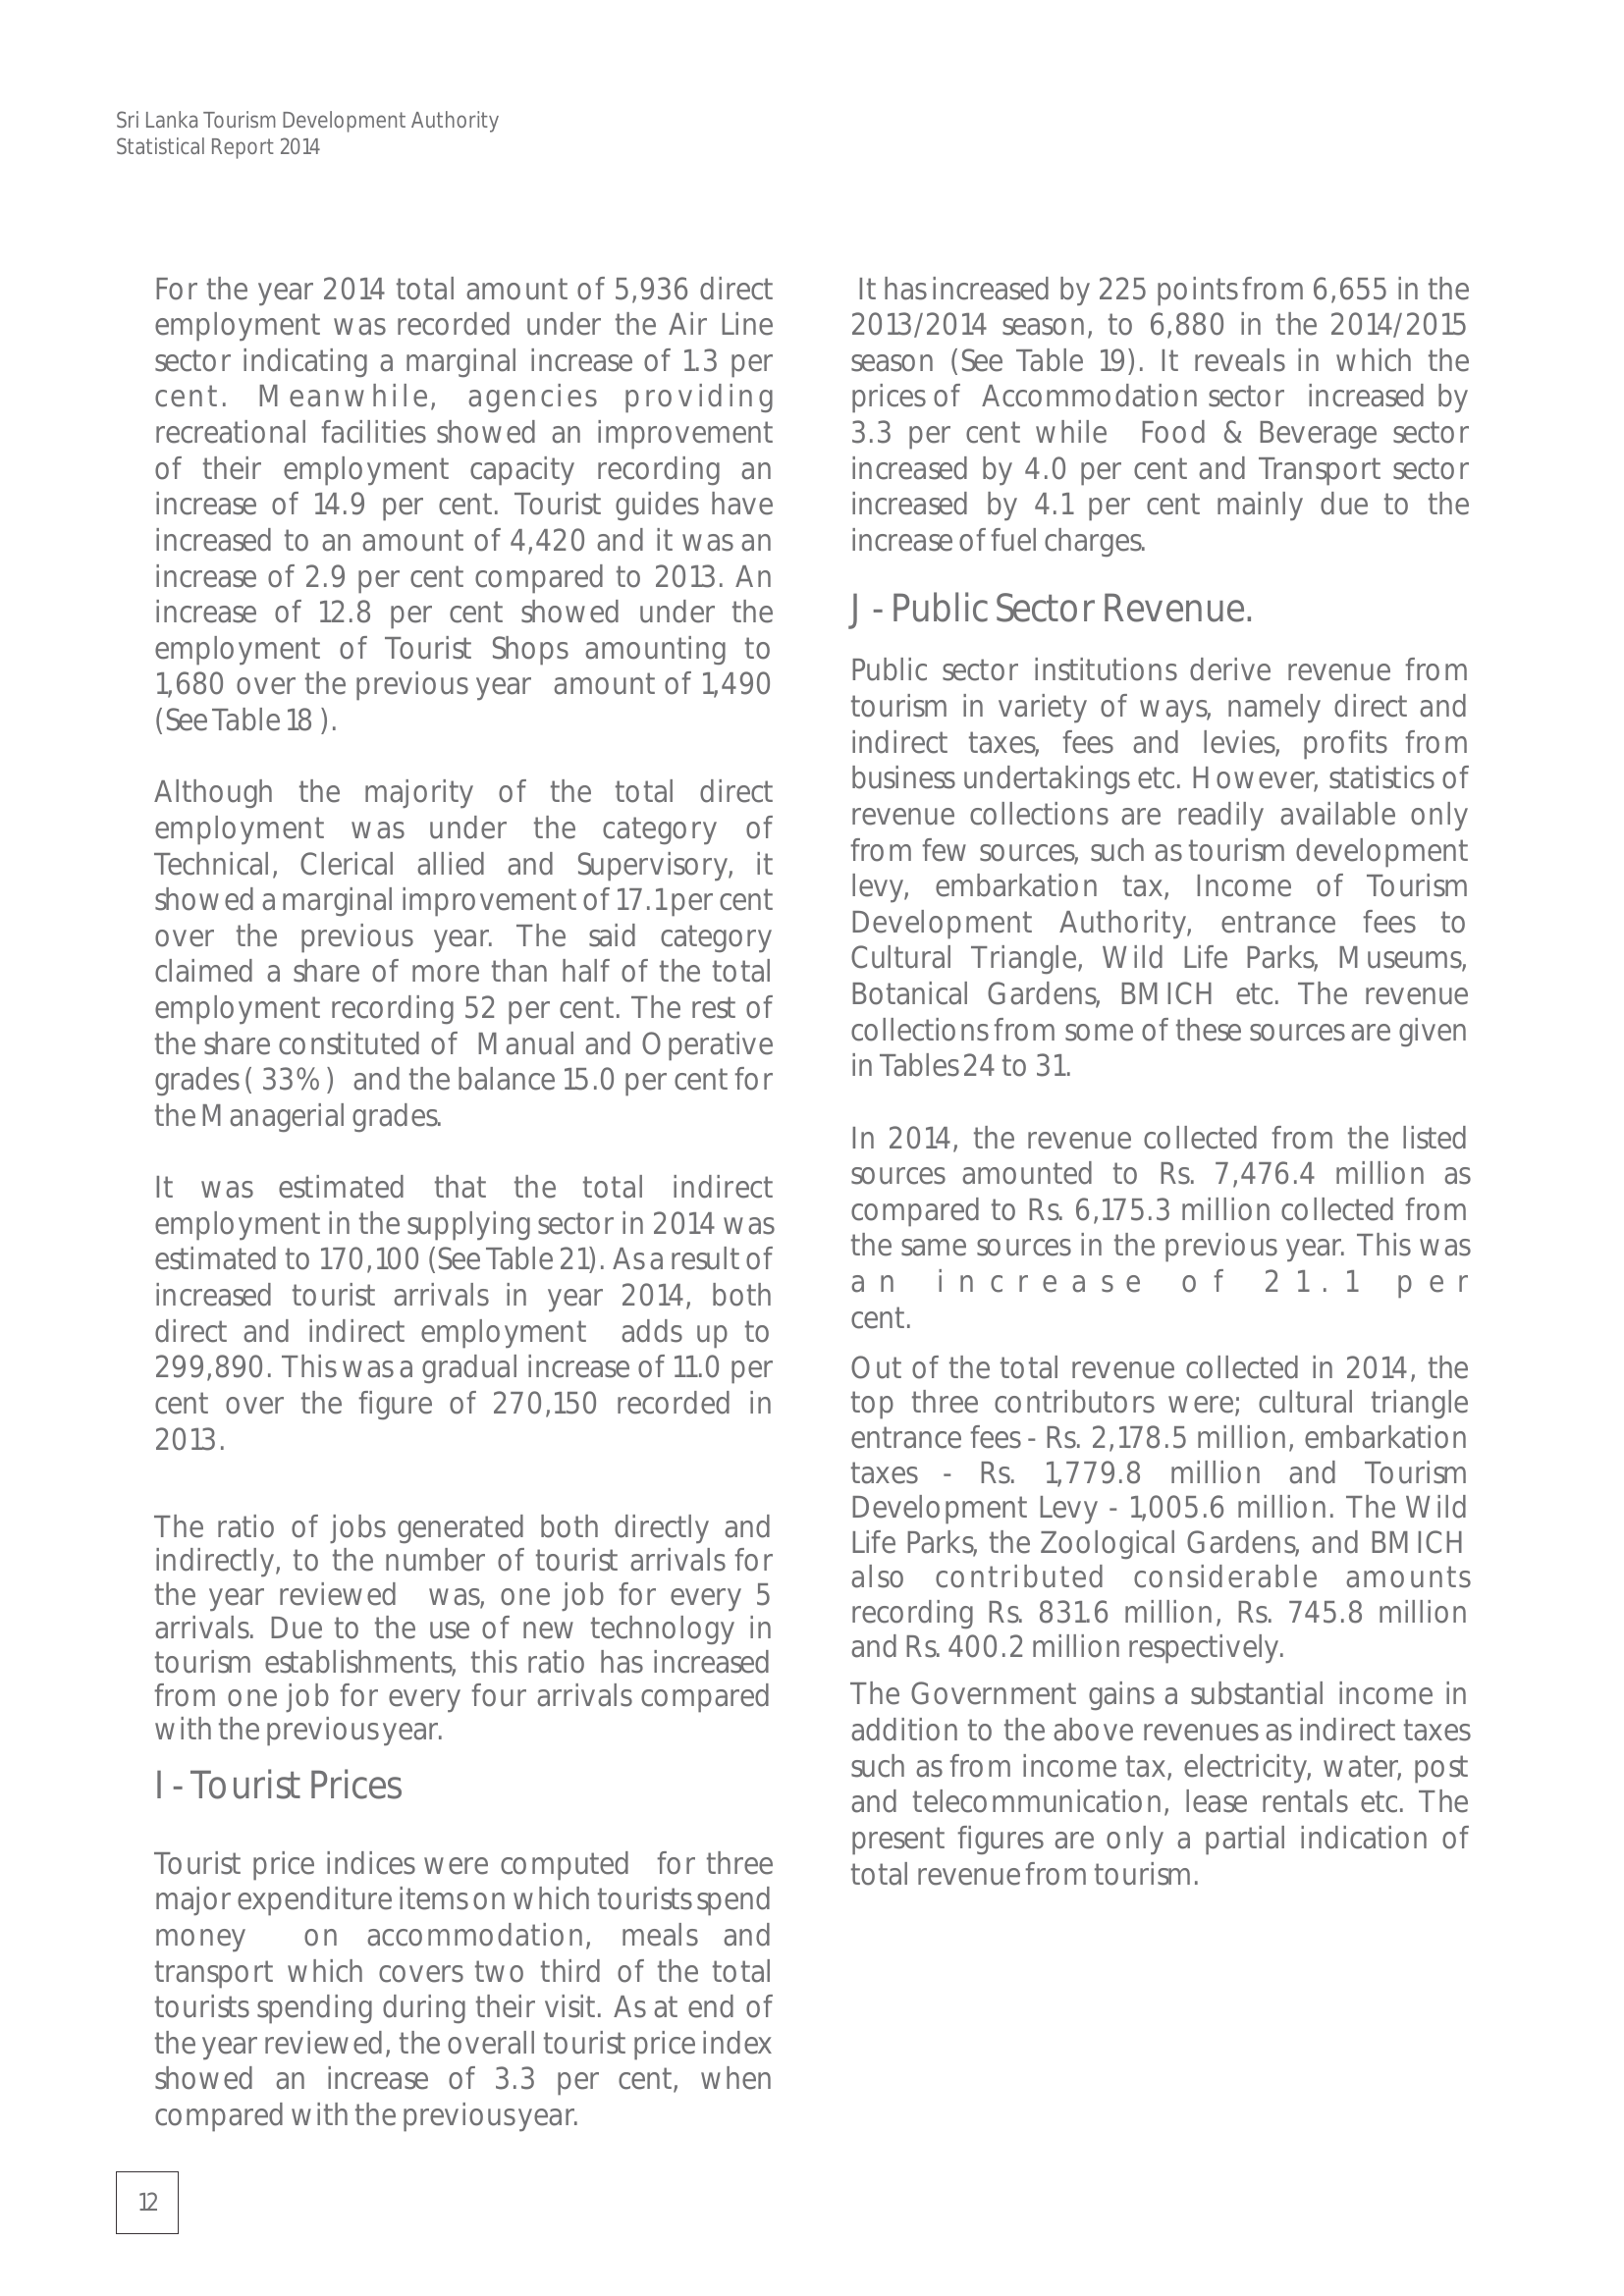 Sri Lanka Tourism Development Authority
Statistical Report 2014
For the year 2014 total amount of 5,936 direct
employment was recorded under the Air Line
sector indicating a marginal increase of 1.3 per
cent. Meanwhile, agencies providing
recreational facilities showed an improvement
of their employment capacity recording an
increase of 14.9 per cent. Tourist guides have
increased to an amount of 4,420 and it was an
increase of 2.9 per cent compared to 2013. An
increase of 12.8 per cent showed under the
employment of Tourist Shops amounting to
1,680 over the previous year amount of 1,490
(See Table 18 ).
Although the majority of the total direct
employment was under the category of
Technical, Clerical allied and Supervisory, it
showed a marginal improvement of 17.1 per cent
over the previous year. The said category
claimed a share of more than half of the total
employment recording 52 per cent. The rest of
the share constituted of Manual and Operative
grades ( 33%) and the balance 15.0 per cent for
the Managerial grades.
It was estimated that the total indirect
employment in the supplying sector in 2014 was
estimated to 170,100 (See Table 21). As a result of
increased tourist arrivals in year 2014, both
direct and indirect employment adds up to
299,890. This was a gradual increase of 11.0 per
cent over the figure of 270,150 recorded in
2013.
The ratio of jobs generated both directly and
indirectly, to the number of tourist arrivals for
the year reviewed was, one job for every 5
arrivals. Due to the use of new technology in
tourism establishments, this ratio has increased
from one job for every four arrivals compared
with the previous year.
I - Tourist Prices
Tourist price indices were computed for three
major expenditure items on which tourists spend
money on accommodation, meals and
transport which covers two third of the total
tourists spending during their visit. As at end of
the year reviewed, the overall tourist price index
showed an increase of 3.3 per cent, when
compared with the previous year.
It has increased by 225 points from 6,655 in the
2013/2014 season, to 6,880 in the 2014/2015
season (See Table 19). It reveals in which the
prices of Accommodation sector increased by
3.3 per cent while Food & Beverage sector
increased by 4.0 per cent and Transport sector
increased by 4.1 per cent mainly due to the
increase of fuel charges.
J - Public Sector Revenue.
Public sector institutions derive revenue from
tourism in variety of ways, namely direct and
indirect taxes, fees and levies, profits from
business undertakings etc. However, statistics of
revenue collections are readily available only
from few sources, such as tourism development
levy, embarkation tax, Income of Tourism
Development Authority, entrance fees to
Cultural Triangle, Wild Life Parks, Museums,
Botanical Gardens, BMICH etc. The revenue
collections from some of these sources are given
in Tables 24 to 31.
In 2014, the revenue collected from the listed
sources amounted to Rs. 7,476.4 million as
compared to Rs. 6,175.3 million collected from
the same sources in the previous year. This was
an increase of 21.1 per
cent.
Out of the total revenue collected in 2014, the
top three contributors were; cultural triangle
entrance fees - Rs. 2,178.5 million, embarkation
taxes - Rs. 1,779.8 million and Tourism
Development Levy - 1,005.6 million. The Wild
Life Parks, the Zoological Gardens, and BMICH
also contributed considerable amounts
recording Rs. 831.6 million, Rs. 745.8 million
and Rs. 400.2 million respectively.
The Government gains a substantial income in
addition to the above revenues as indirect taxes
such as from income tax, electricity, water, post
and telecommunication, lease rentals etc. The
present figures are only a partial indication of
total revenue from tourism.
12